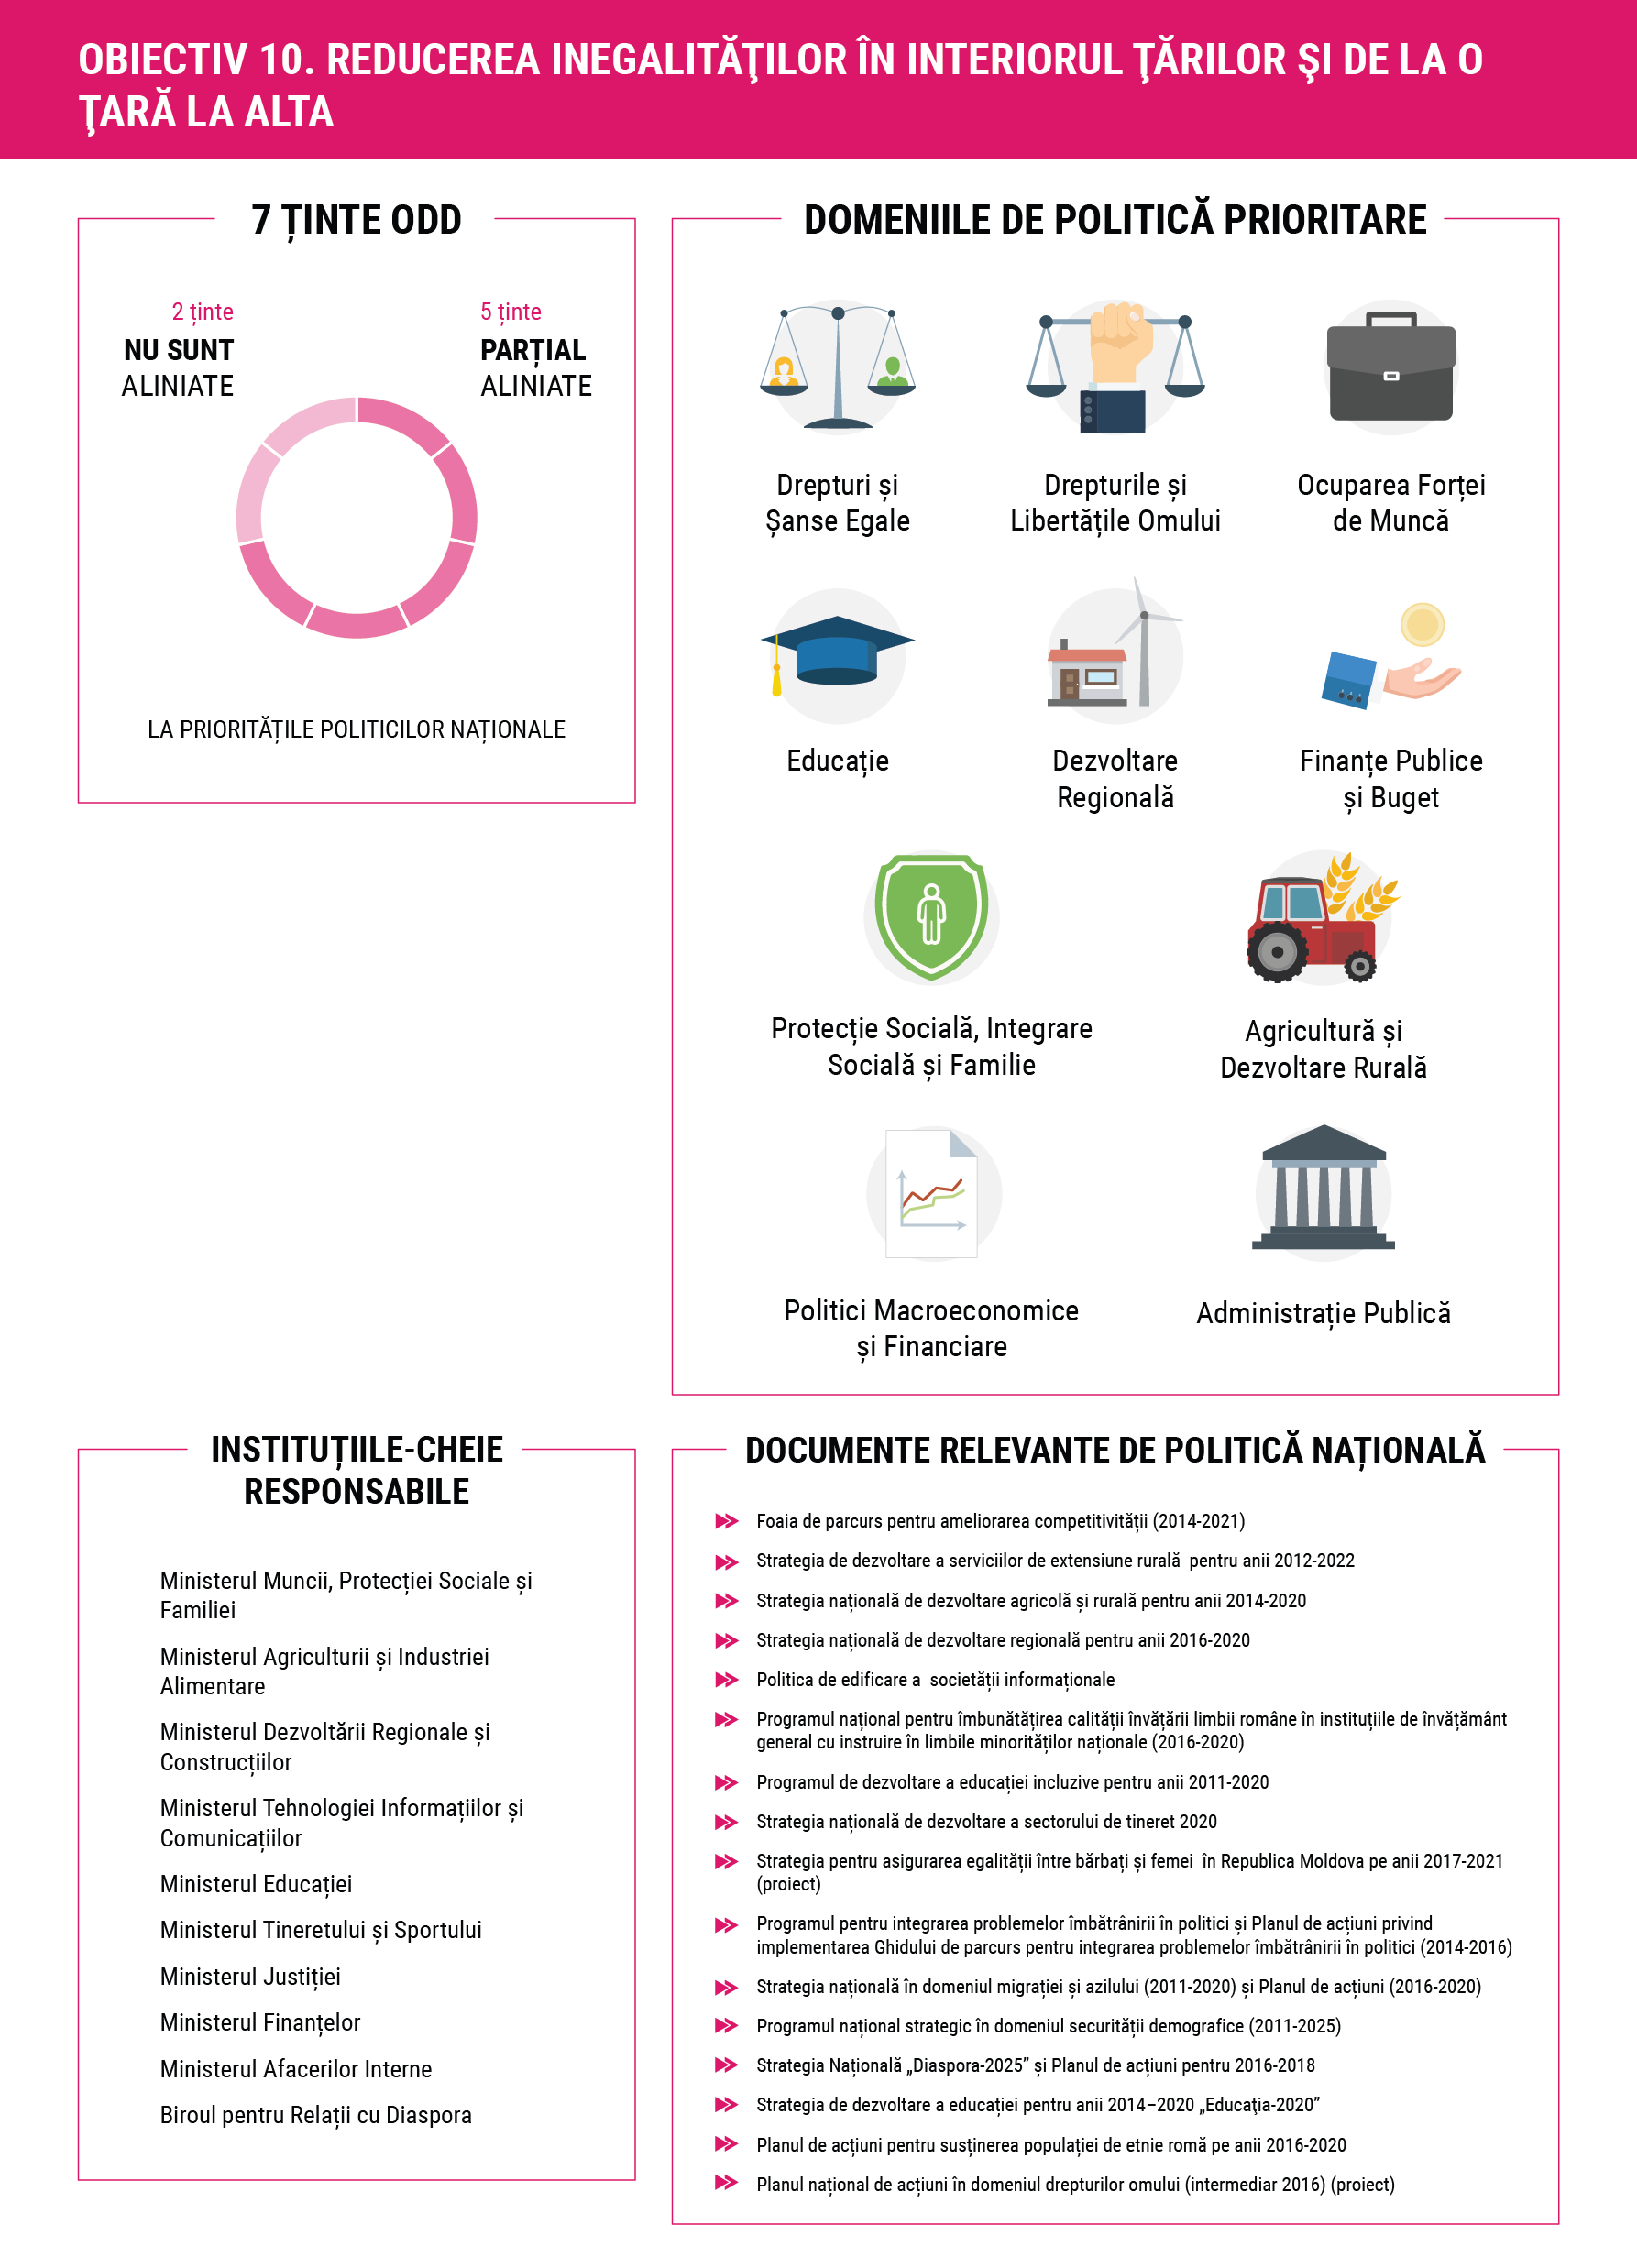 OBIECTIV 10. REDUCEREA INEGALITĂŢILOR ÎN INTERIORUL ŢĂRILOR ŞI DE LA O
ŢARĂ LA ALTA
7 ȚINTE ODD
2 ținte
NU SUNT
ALINIATE
5 ținte
PARȚIAL
ALINIATE
LA PRIORITĂȚILE POLITICILOR NAȚIONALE
DOMENIILE DE POLITICĂ PRIORITARE
Drepturi și
Șanse Egale
Drepturile și
Libertățile Omului
Ocuparea Forței
de Muncă
Educație
Dezvoltare
Regională
Finanțe Publice
și Buget
Protecție Socială, Integrare
Socială și Familie
Agricultură și
Dezvoltare Rurală
Politici Macroeconomice
și Financiare
Administrație Publică
INSTITUȚIILE-CHEIE
RESPONSABILE
Ministerul Muncii, Protecției Sociale și
Familiei
Ministerul Agriculturii și Industriei
Alimentare
Ministerul Dezvoltării Regionale și
Construcțiilor
Ministerul Tehnologiei Informațiilor și
Comunicațiilor
Ministerul Educației
Ministerul Tineretului și Sportului
Ministerul Justiției
Ministerul Finanțelor
Ministerul Afacerilor Interne
Biroul pentru Relații cu Diaspora
DOCUMENTE RELEVANTE DE POLITICĂ NAȚIONALĂ
Foaia de parcurs pentru ameliorarea competitivității (2014-2021)
Strategia de dezvoltare a serviciilor de extensiune rurală pentru anii 2012-2022
Strategia națională de dezvoltare agricolă și rurală pentru anii 2014-2020
Strategia națională de dezvoltare regională pentru anii 2016-2020
Politica de edificare a societății informaționale
Programul național pentru îmbunătățirea calității învățării limbii române în instituțiile de învățământ
general cu instruire în limbile minorităților naționale (2016-2020)
Programul de dezvoltare a educației incluzive pentru anii 2011-2020
Strategia națională de dezvoltare a sectorului de tineret 2020
Strategia pentru asigurarea egalității între bărbați și femei în Republica Moldova pe anii 2017-2021
(proiect)
Programul pentru integrarea problemelor îmbătrânirii în politici și Planul de acțiuni privind
implementarea Ghidului de parcurs pentru integrarea problemelor îmbătrânirii în politici (2014-2016)
Strategia națională în domeniul migrației și azilului (2011-2020) și Planul de acțiuni (2016-2020)
Programul național strategic în domeniul securității demografice (2011-2025)
Strategia Națională „Diaspora-2025” și Planul de acțiuni pentru 2016-2018
Strategia de dezvoltare a educației pentru anii 2014–2020 „Educaţia-2020”
Planul de acțiuni pentru susținerea populației de etnie romă pe anii 2016-2020
Planul național de acțiuni în domeniul drepturilor omului (intermediar 2016) (proiect)